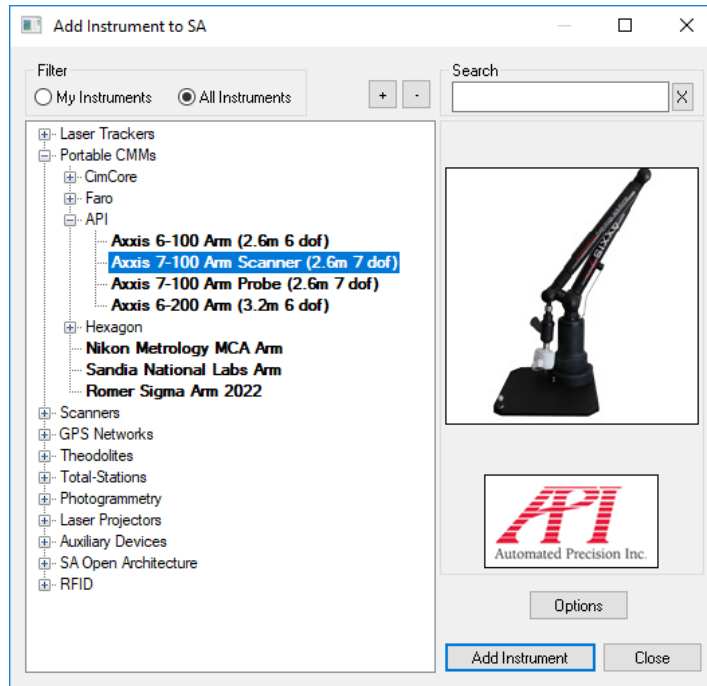 Add Instrument to SA
Filter
My Instruments
All Instruments
+
-
Search
X
Laser Trackers
Portable CMMs
CimCore
Faro
API
Axxis 6-100 Arm (2.6m 6 dof)
Axxis 7-100 Arm Scanner (2.6m 7 dof)
Axxis 7-100 Arm Probe (2.6m 7 dof)
Axxis 6-200 Arm (3.2m 6 dof)
Hexagon
Nikon Metrology MCA Arm
Sandia National Labs Arm
Romer Sigma Arm 2022
Scanners
GPS Networks
Theodolites
Total-Stations
Photogrammetry
Laser Projectors
Auxiliary Devices
SA Open Architecture
RFID
AXXIS
API
Automated Precision Inc.
Options
Add Instrument
Close